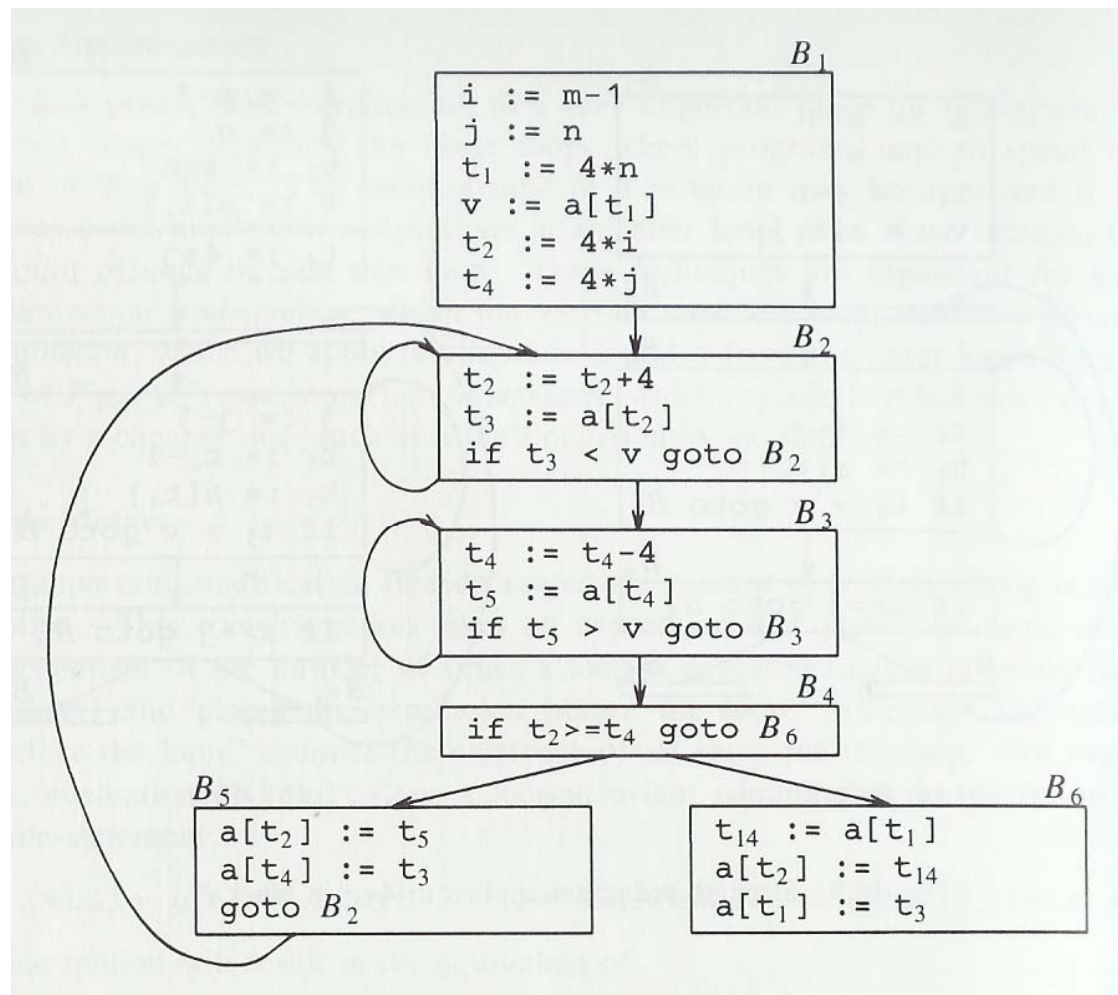 B₁
i := m-1
j := n
t₁ := 4*n
v := a[t₁]
t₂ := 4*i
t₄ := 4*j
B₂
t₂ := t₂+4
t₃ := a[t₂]
if t₃ < v goto B₂
B₃
t₄ := t₄-4
t₅ := a[t₄]
if t₅ > v goto B₃
B₄
if t₂>=t₄ goto B₆
B₅
a[t₂] := t₅
a[t₄] := t₃
goto B₂
B₆
t₁₄ := a[t₁]
a[t₂] := t₁₄
a[t₁] := t₃